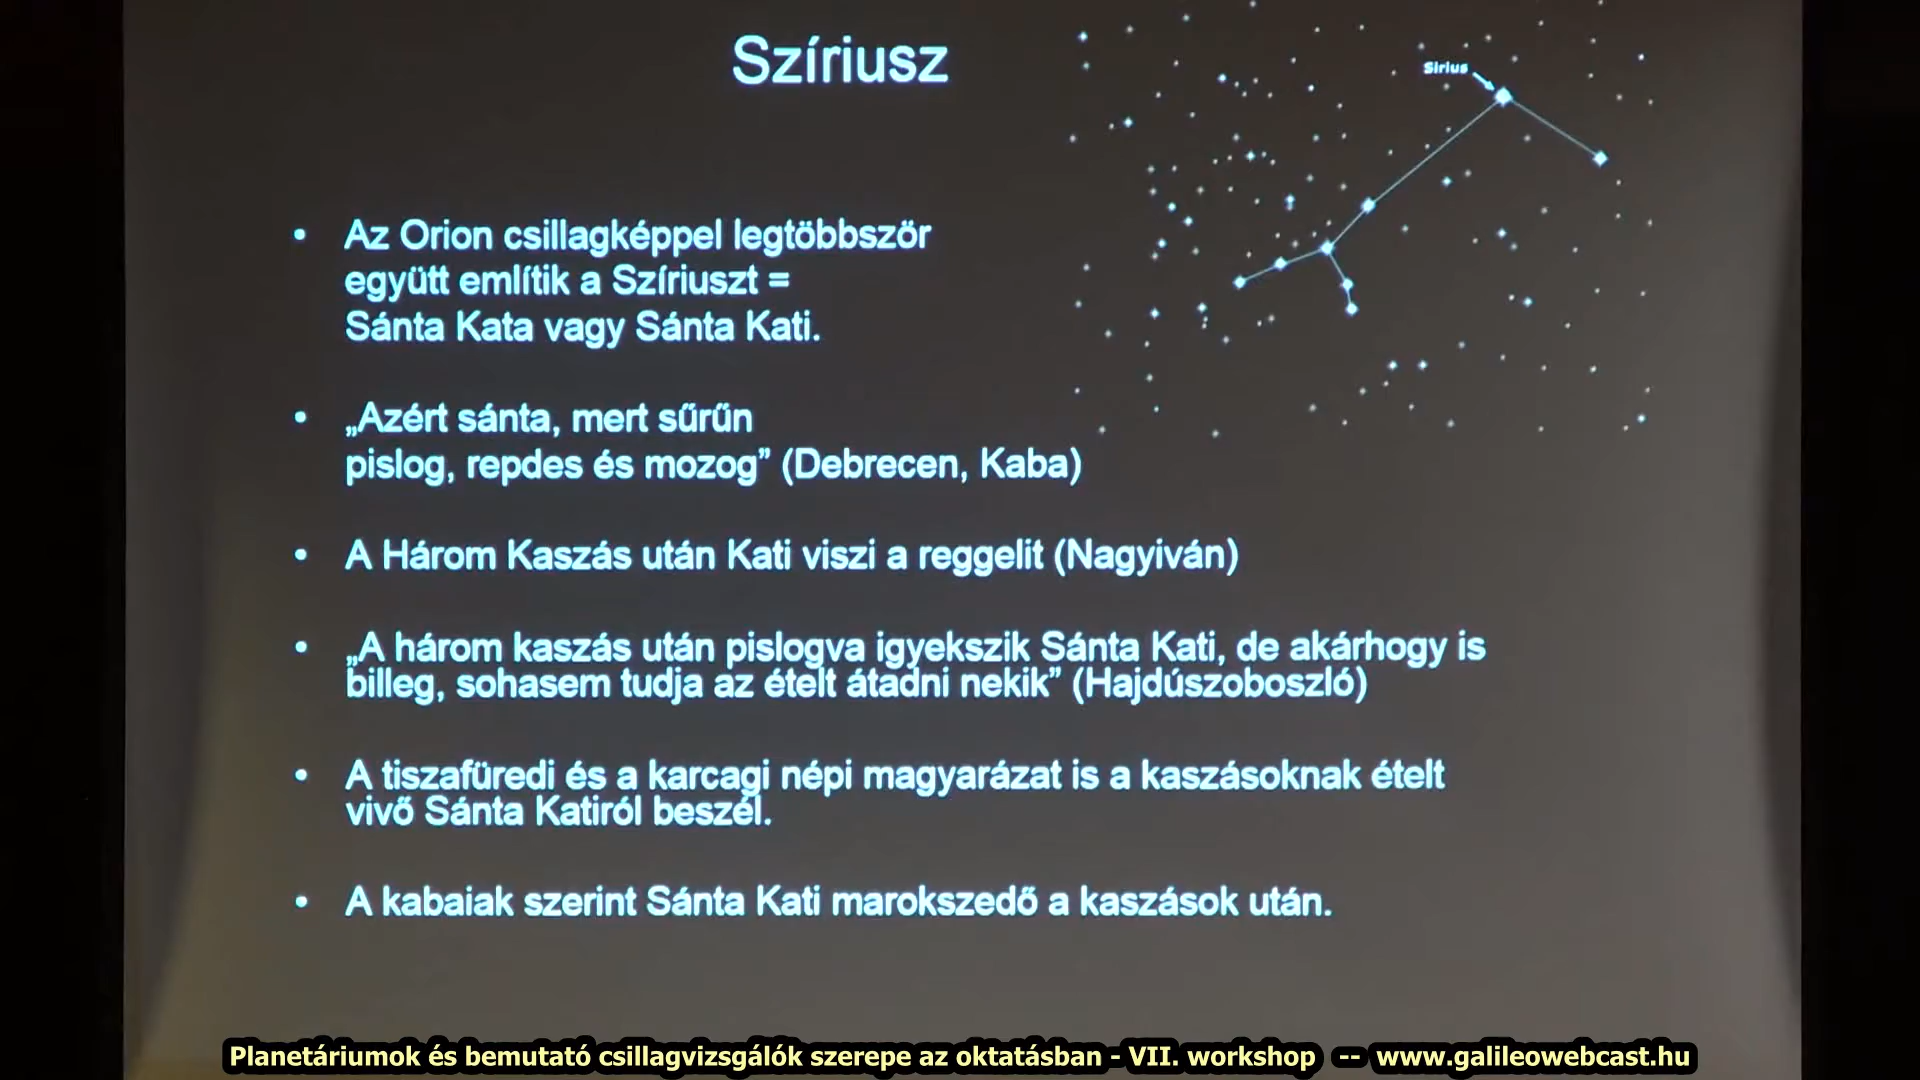 Szíriusz
Sirius
• Az Orion csillagképpel legtöbbször
együtt említik a Szíriuszt =
Sánta Kata vagy Sánta Kati.
• „Azért sánta, mert sűrűn
pislog, repdes és mozog” (Debrecen, Kaba)
• A Három Kaszás után Kati viszi a reggelit (Nagyiván)
• „A három kaszás után pislogva igyekszik Sánta Kati, de akárhogy is
billeg, sohasem tudja az ételt átadni nekik” (Hajdúszoboszló)
• A tiszafüredi és a karcagi népi magyarázat is a kaszásoknak ételt
vivő Sánta Katiról beszél.
• A kabaiak szerint Sánta Kati marokszedő a kaszások után.
Planetáriumok és bemutató csillagvizsgálók szerepe az oktatásban - VII. workshop -- www.galileowebcast.hu